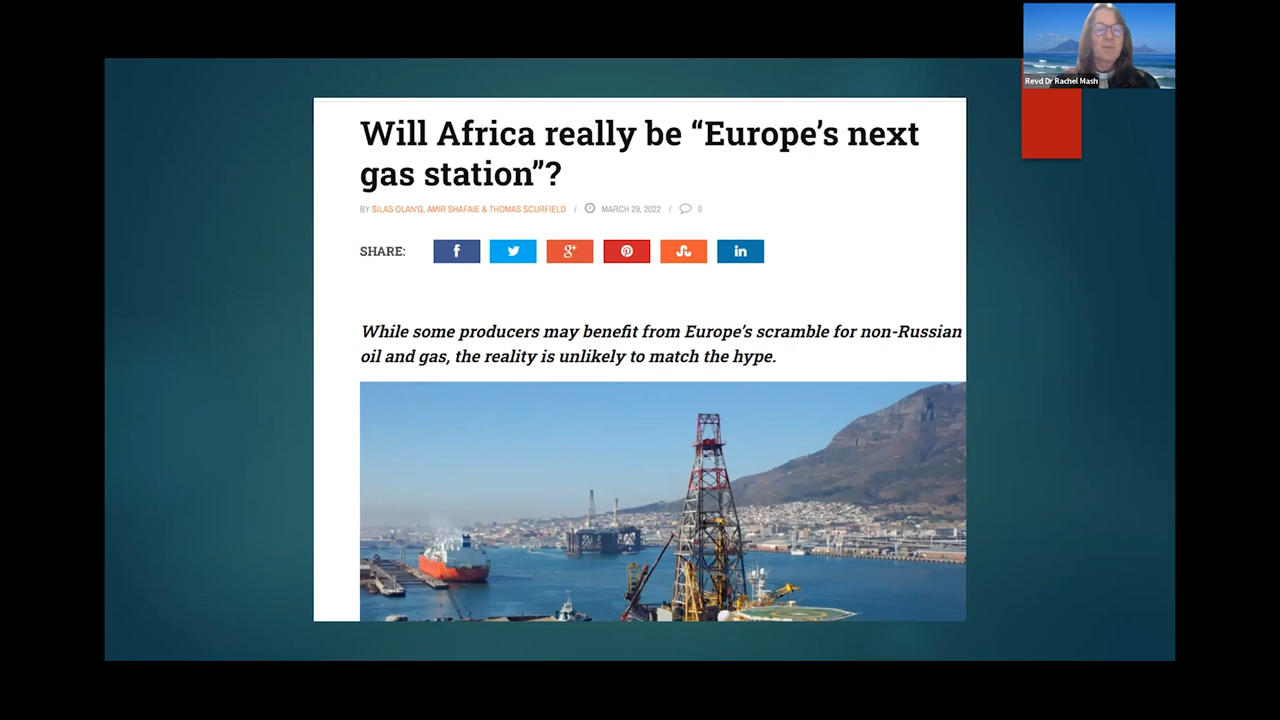 Revd Dr Rachel Mash
Will Africa really be “Europe’s next
gas station”?
BY SILAS OLAN'G, AMIR SHAFAIE & THOMAS SCURFIELD / MARCH 29, 2022 / 0
SHARE: f g+ in
While some producers may benefit from Europe’s scramble for non-Russian
oil and gas, the reality is unlikely to match the hype.